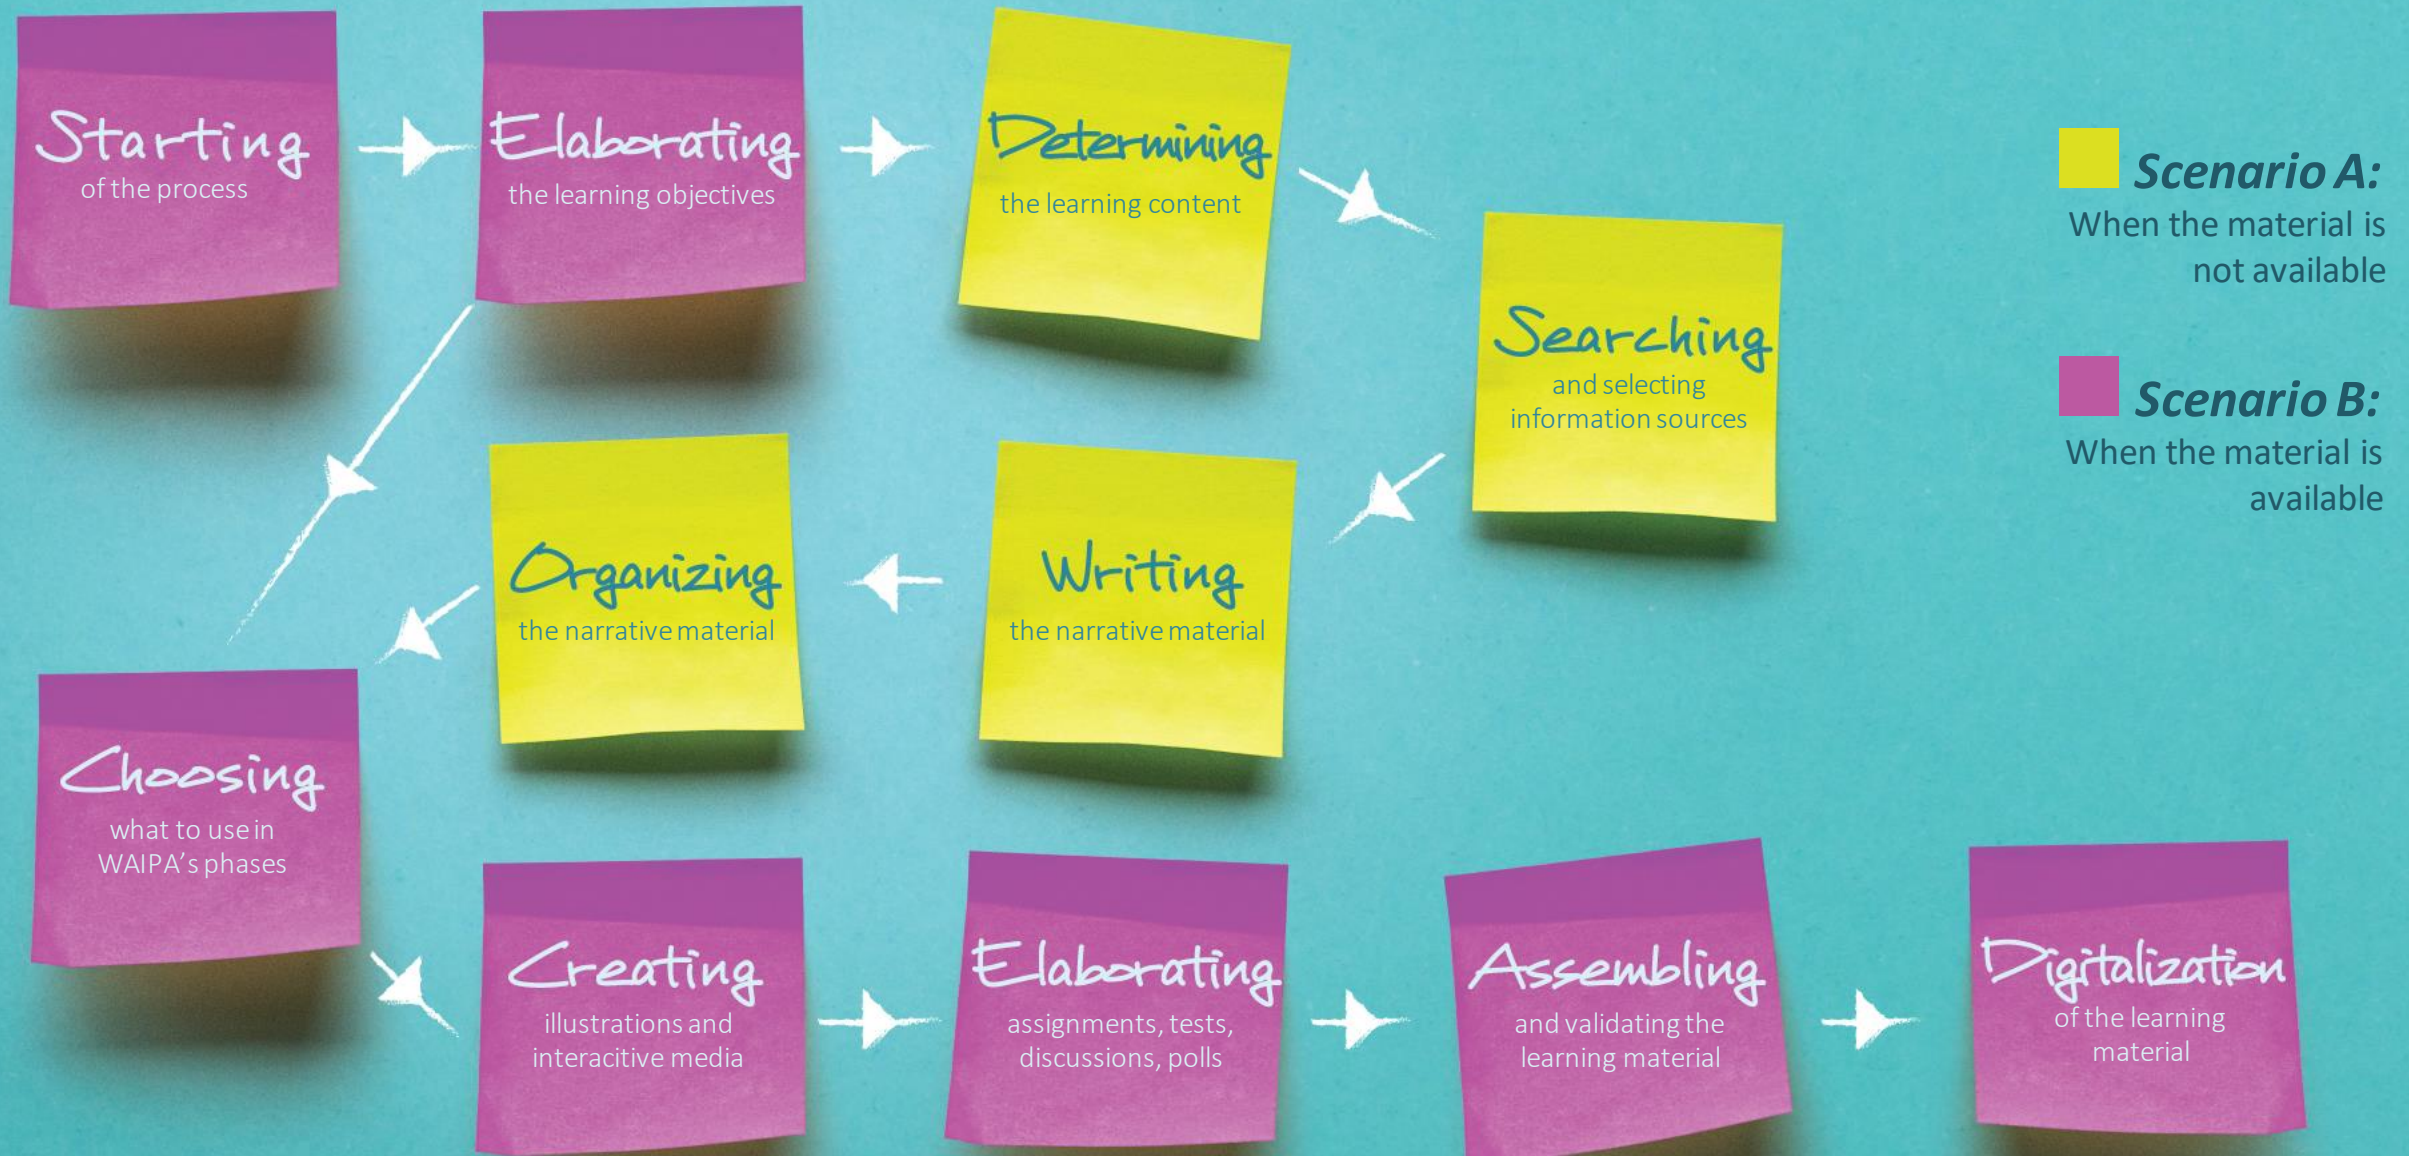 Starting
of the process
Elaborating
the learning objectives
Determining
the learning content
Searching
and selecting
information sources
Writing
the narrative material
Organizing
the narrative material
Choosing
what to use in
WAIPA's phases
Creating
illustrations and
interacitive media
Elaborating
assignments, tests,
discussions, polls
Assembling
and validating the
learning material
Digitalization
of the learning
material
Scenario A:
When the material is
not available
Scenario B:
When the material is
available